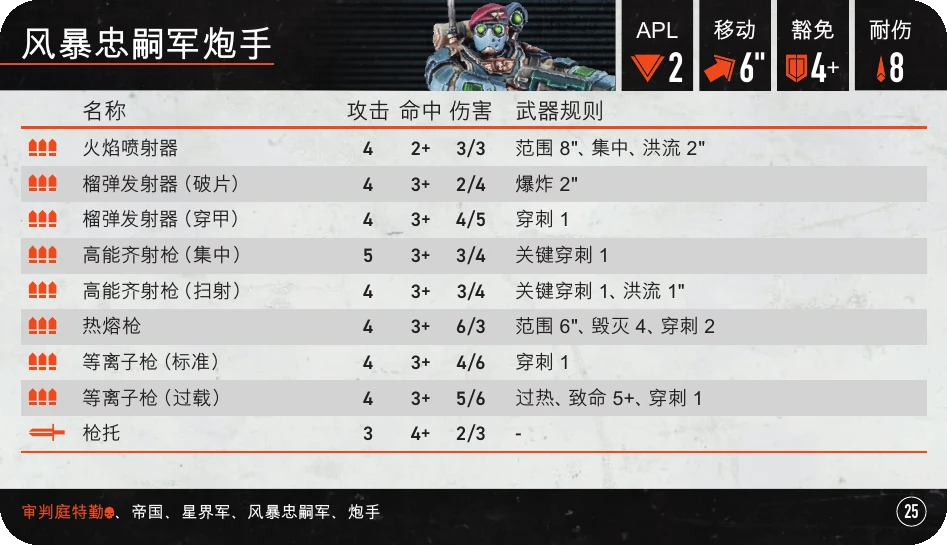 风暴忠嗣军炮手
APL 移动 豁免 耐伤
2 6" 4+ 8
名称 攻击 命中 伤害 武器规则
火焰喷射器 4 2+ 3/3 范围 8"、集中、洪流 2"
榴弹发射器（破片） 4 3+ 2/4 爆炸 2"
榴弹发射器（穿甲） 4 3+ 4/5 穿刺 1
高能齐射枪（集中） 5 3+ 3/4 关键穿刺 1
高能齐射枪（扫射） 4 3+ 3/4 关键穿刺 1、洪流 1"
热熔枪 4 3+ 6/3 范围 6"、毁灭 4、穿刺 2
等离子枪（标准） 4 3+ 4/6 穿刺 1
等离子枪（过载） 4 3+ 5/6 过热、致命 5+、穿刺 1
枪托 3 4+ 2/3 -
审判庭特勤、帝国、星界军、风暴忠嗣军、炮手 25